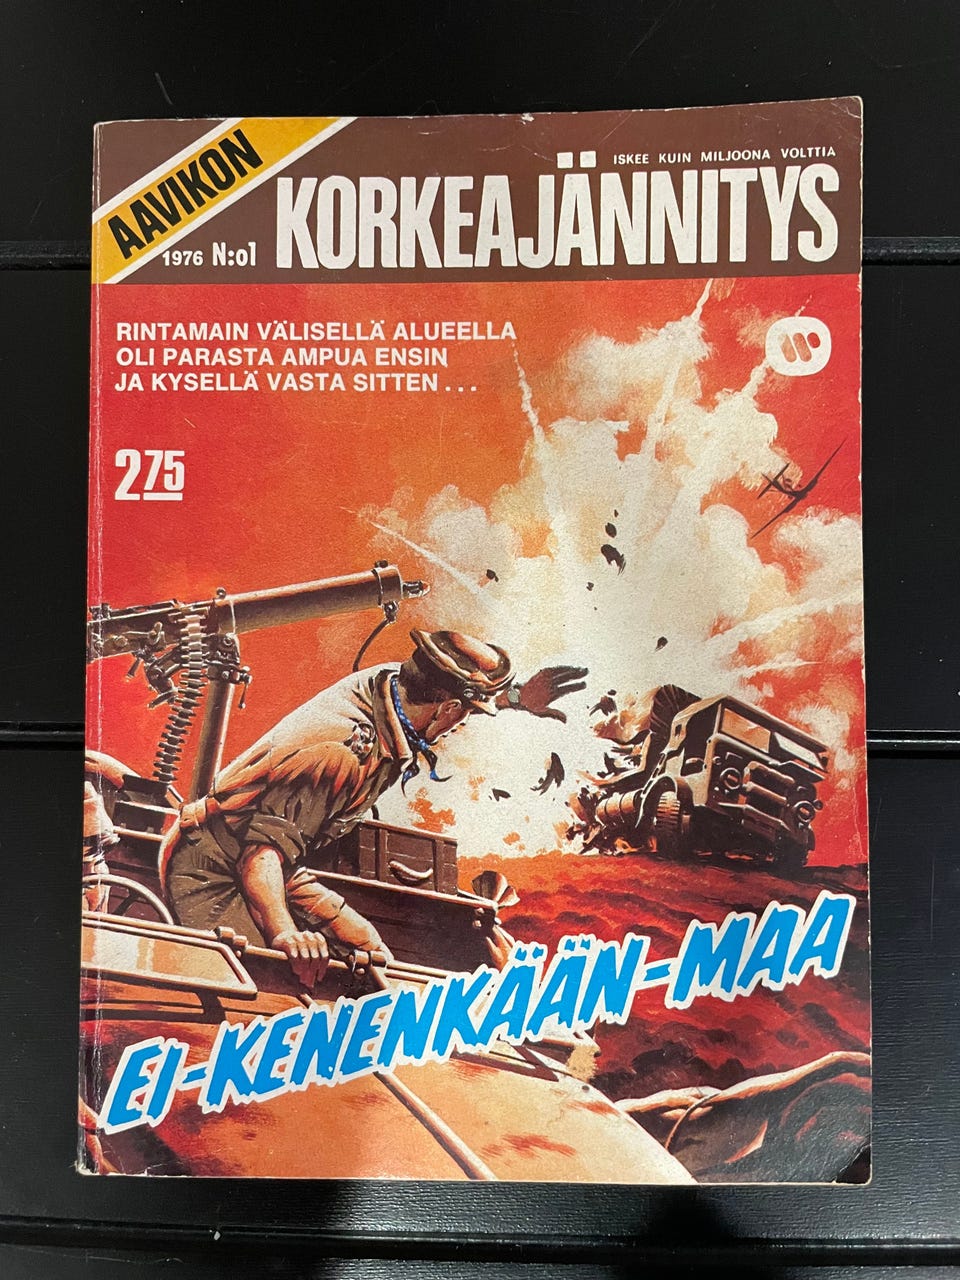 AAVIKON
1976 N:o1
ISKEE KUIN MILJOONA VOLTTIA
KORKEAJÄNNITYS
RINTAMAIN VÄLISELLÄ ALUEELLA
OLI PARASTA AMPUA ENSIN
JA KYSELLÄ VASTA SITTEN...
2 75
EI=KENENKÄÄN=MAA